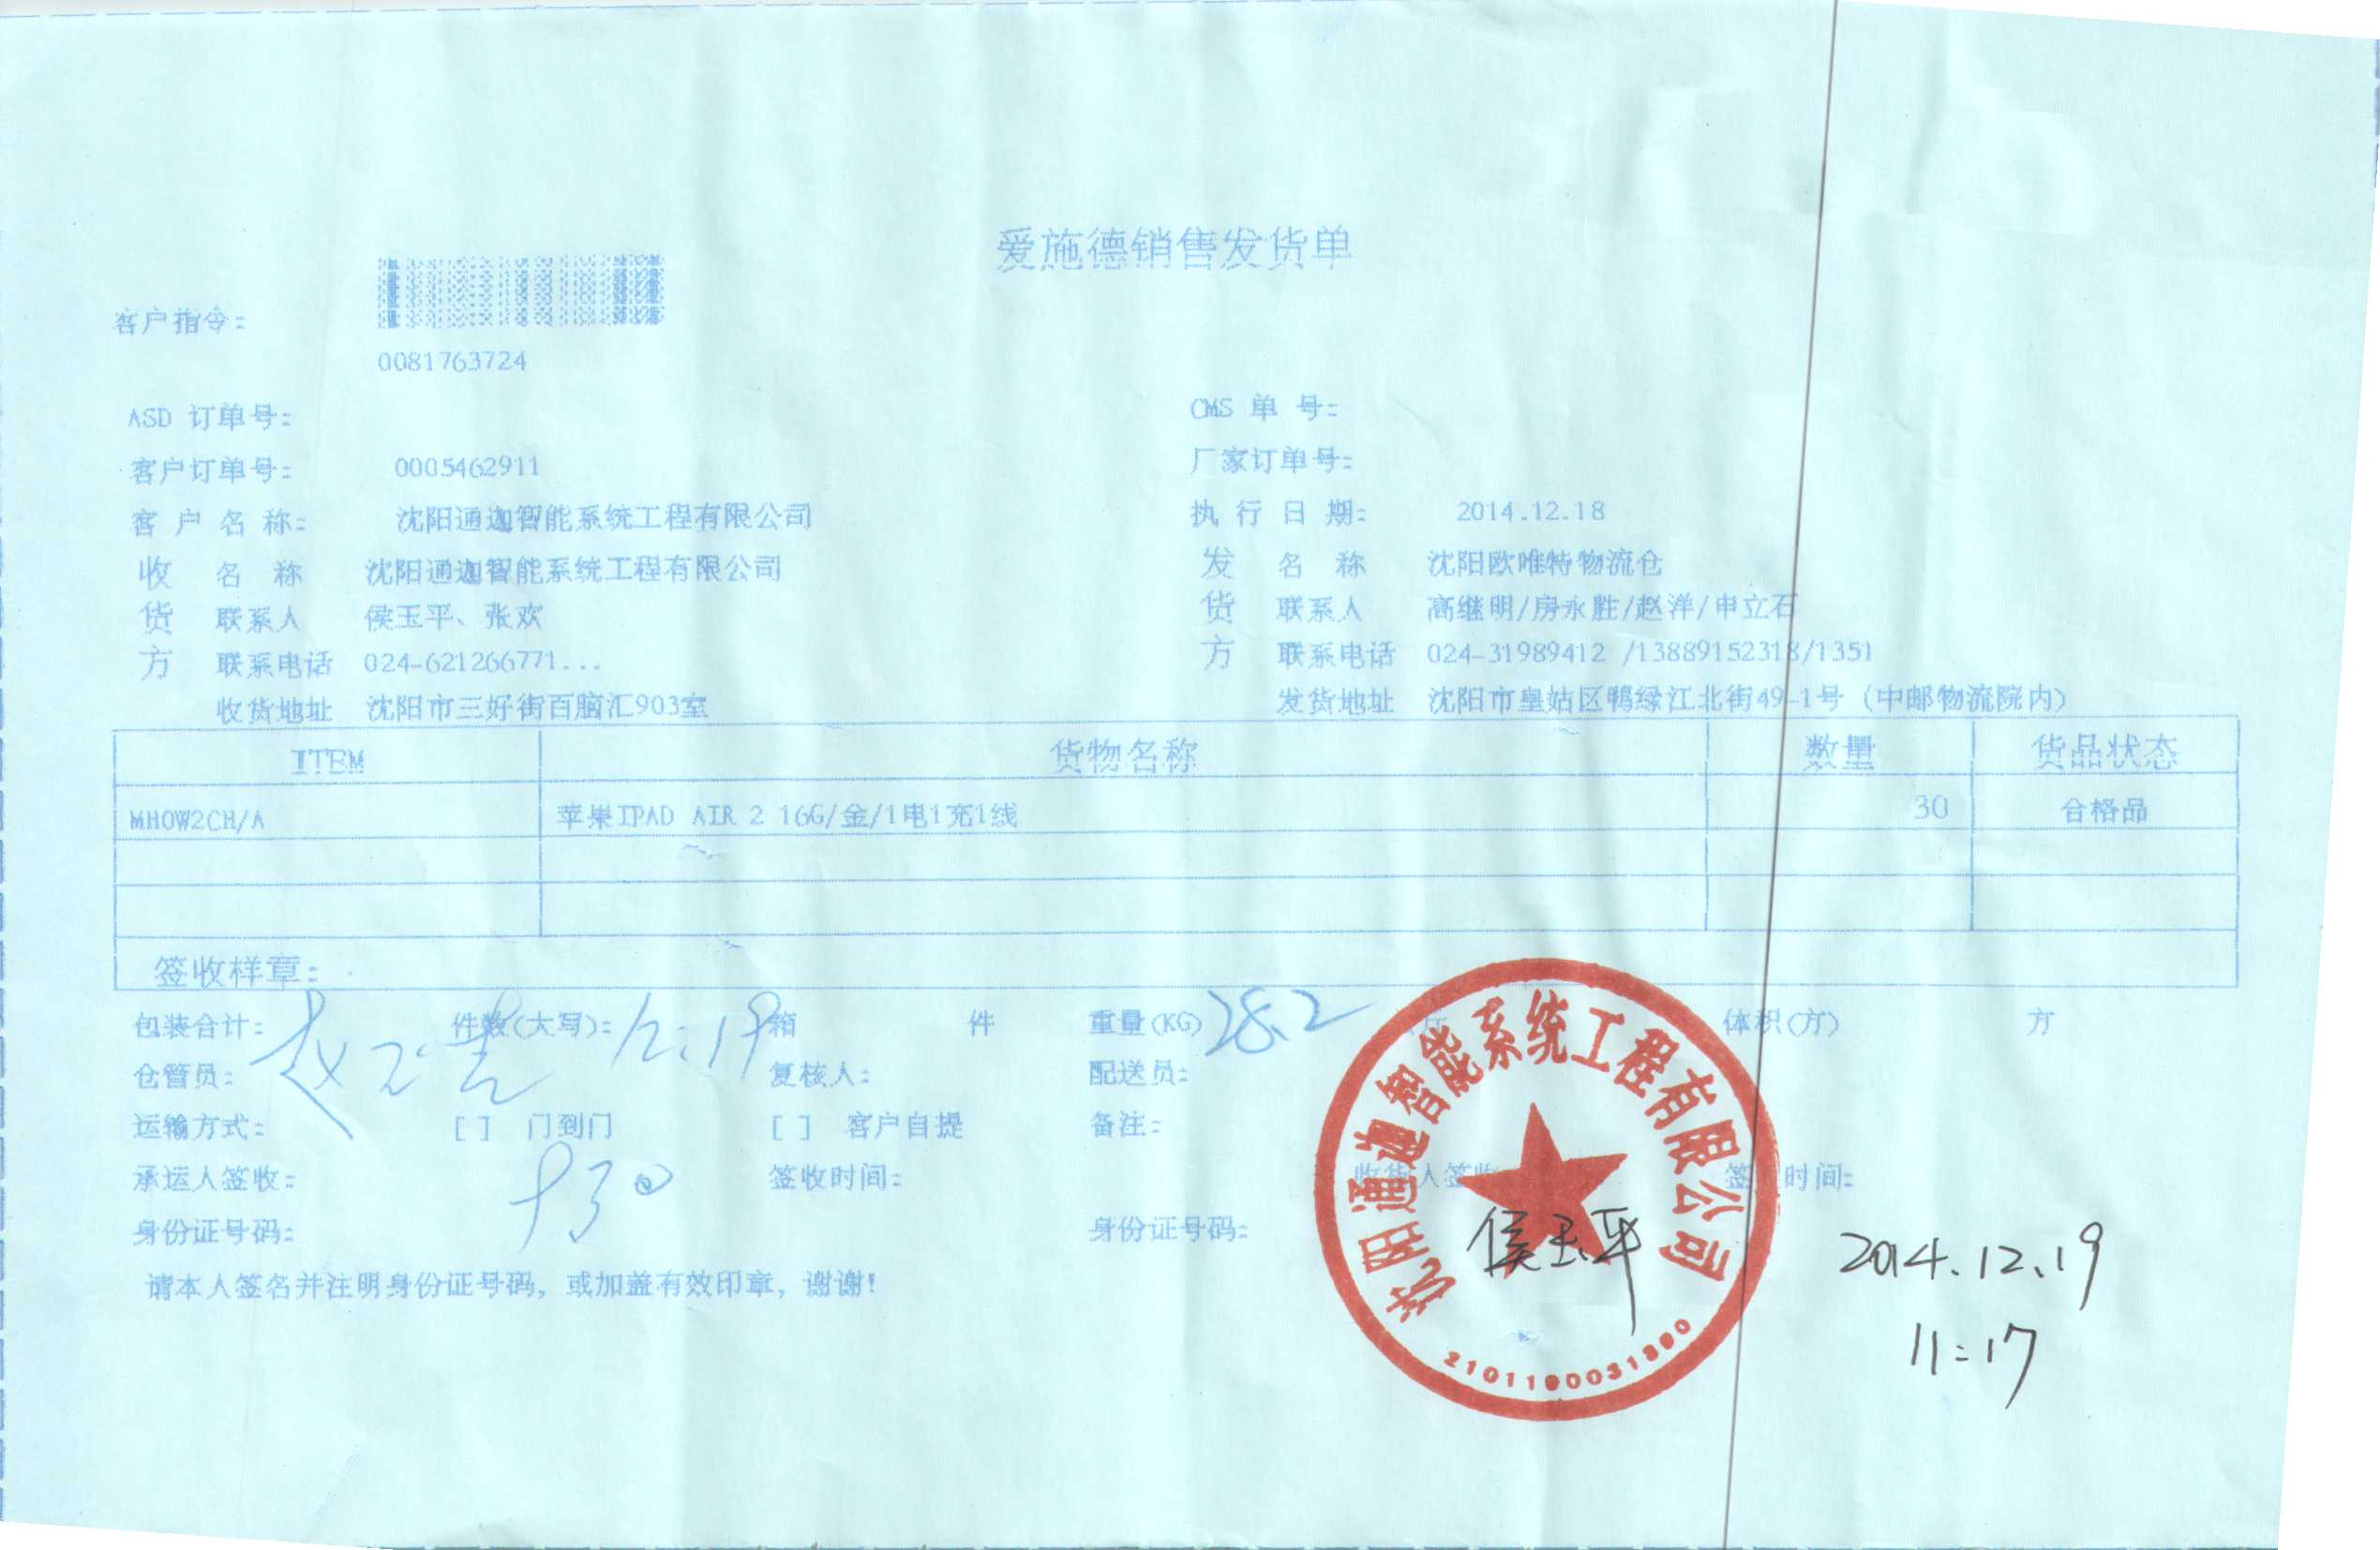 爱施德销售发货单
客户指令:
0081763724
ASD 订单号: CMS 单 号:
客户订单号: 0005462911 厂家订单号:
客 户 名 称: 沈阳通迦智能系统工程有限公司 执 行 日 期: 2014.12.18
收 名 称 沈阳通迦智能系统工程有限公司 发 名 称 沈阳欧唯特物流仓
货 联系人 侯玉平、张欢 货 联系人 高继明/房永胜/赵洋/申立石
方 联系电话 024-621266771... 方 联系电话 024-31989412 /13889152318/1351
收货地址 沈阳市三好街百脑汇903室 发货地址 沈阳市皇姑区鸭绿江北街49-1号 (中邮物流院内)
ITEM 货物名称 数量 货品状态
MH0W2CH/A 苹果IPAD AIR 2 16G/金/1电1充1线 30 合格品
签收样章:
包装合计: 件数(大写): 12.19 箱 件 重量(KG) 28.2 斤 体积(方) 方
仓管员: 复核人: 配送员:
运输方式: [ ] 门到门 [ ] 客户自提 备注:
承运人签收: 签收时间: 收货人签收 签 时间:
930
身份证号码: 身份证号码: 侯玉平 2014.12.19
11:17
请本人签名并注明身份证号码, 或加盖有效印章, 谢谢!
沈阳通迦智能系统工程有限公司